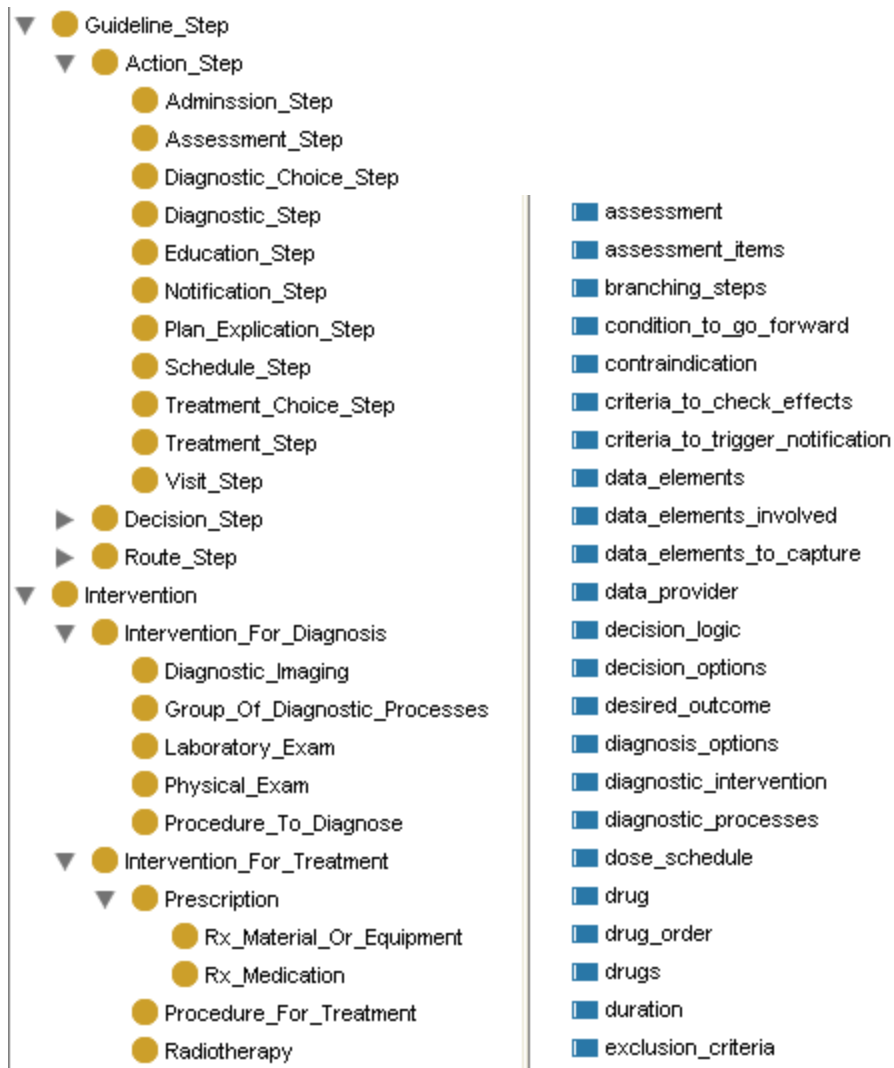 Guideline_Step
Action_Step
Adminssion_Step
Assessment_Step
Diagnostic_Choice_Step
Diagnostic_Step
Education_Step
Notification_Step
Plan_Explication_Step
Schedule_Step
Treatment_Choice_Step
Treatment_Step
Visit_Step
Decision_Step
Route_Step
Intervention
Intervention_For_Diagnosis
Diagnostic_Imaging
Group_Of_Diagnostic_Processes
Laboratory_Exam
Physical_Exam
Procedure_To_Diagnose
Intervention_For_Treatment
Prescription
Rx_Material_Or_Equipment
Rx_Medication
Procedure_For_Treatment
Radiotherapy
assessment
assessment_items
branching_steps
condition_to_go_forward
contraindication
criteria_to_check_effects
criteria_to_trigger_notification
data_elements
data_elements_involved
data_elements_to_capture
data_provider
decision_logic
decision_options
desired_outcome
diagnosis_options
diagnostic_intervention
diagnostic_processes
dose_schedule
drug
drug_order
drugs
duration
exclusion_criteria